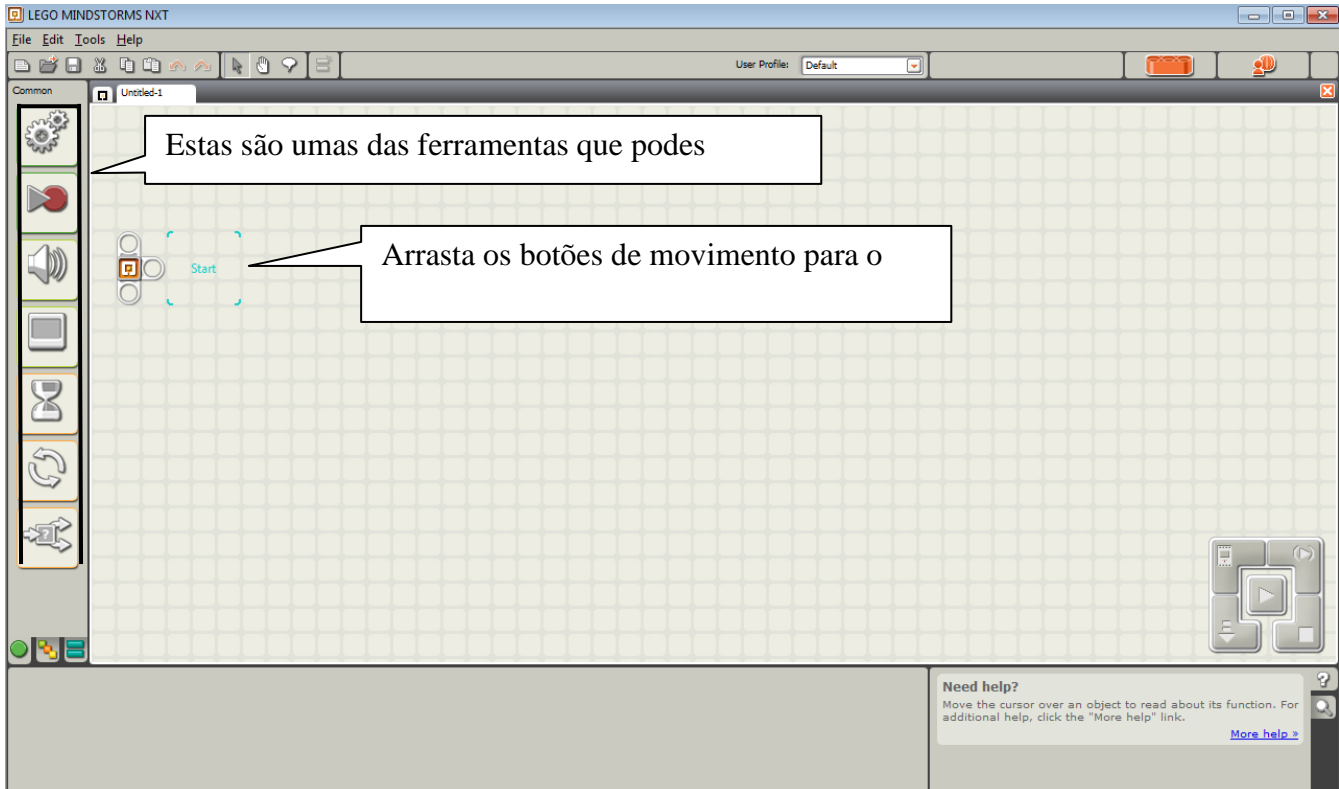 LEGO MINDSTORMS NXT
File Edit Tools Help
User Profile: Default
Common
Untitled-1
Estas são umas das ferramentas que podes
Arrasta os botões de movimento para o
Start
Need help?
Move the cursor over an object to read about its function. For
additional help, click the "More help" link.
More help »